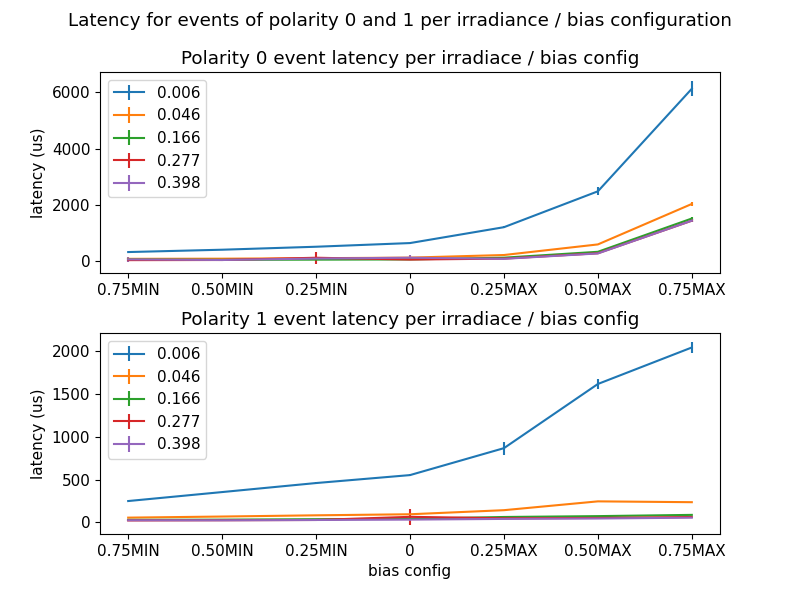 Latency for events of polarity 0 and 1 per irradiance / bias configuration
Polarity 0 event latency per irradiace / bias config
6000
4000
2000
0
latency (us)
0.006
0.046
0.166
0.277
0.398
0.75MIN 0.50MIN 0.25MIN 0 0.25MAX 0.50MAX 0.75MAX
Polarity 1 event latency per irradiace / bias config
2000
1500
1000
500
0
latency (us)
0.006
0.046
0.166
0.277
0.398
0.75MIN 0.50MIN 0.25MIN 0 0.25MAX 0.50MAX 0.75MAX
bias config